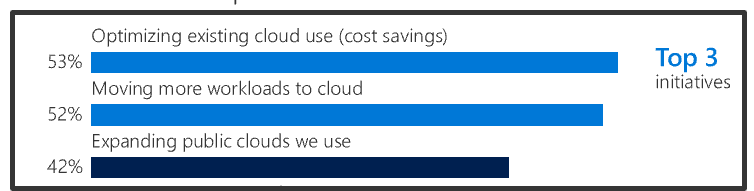 Optimizing existing cloud use (cost savings)
53%
Top 3
initiatives
Moving more workloads to cloud
52%
Expanding public clouds we use
42%